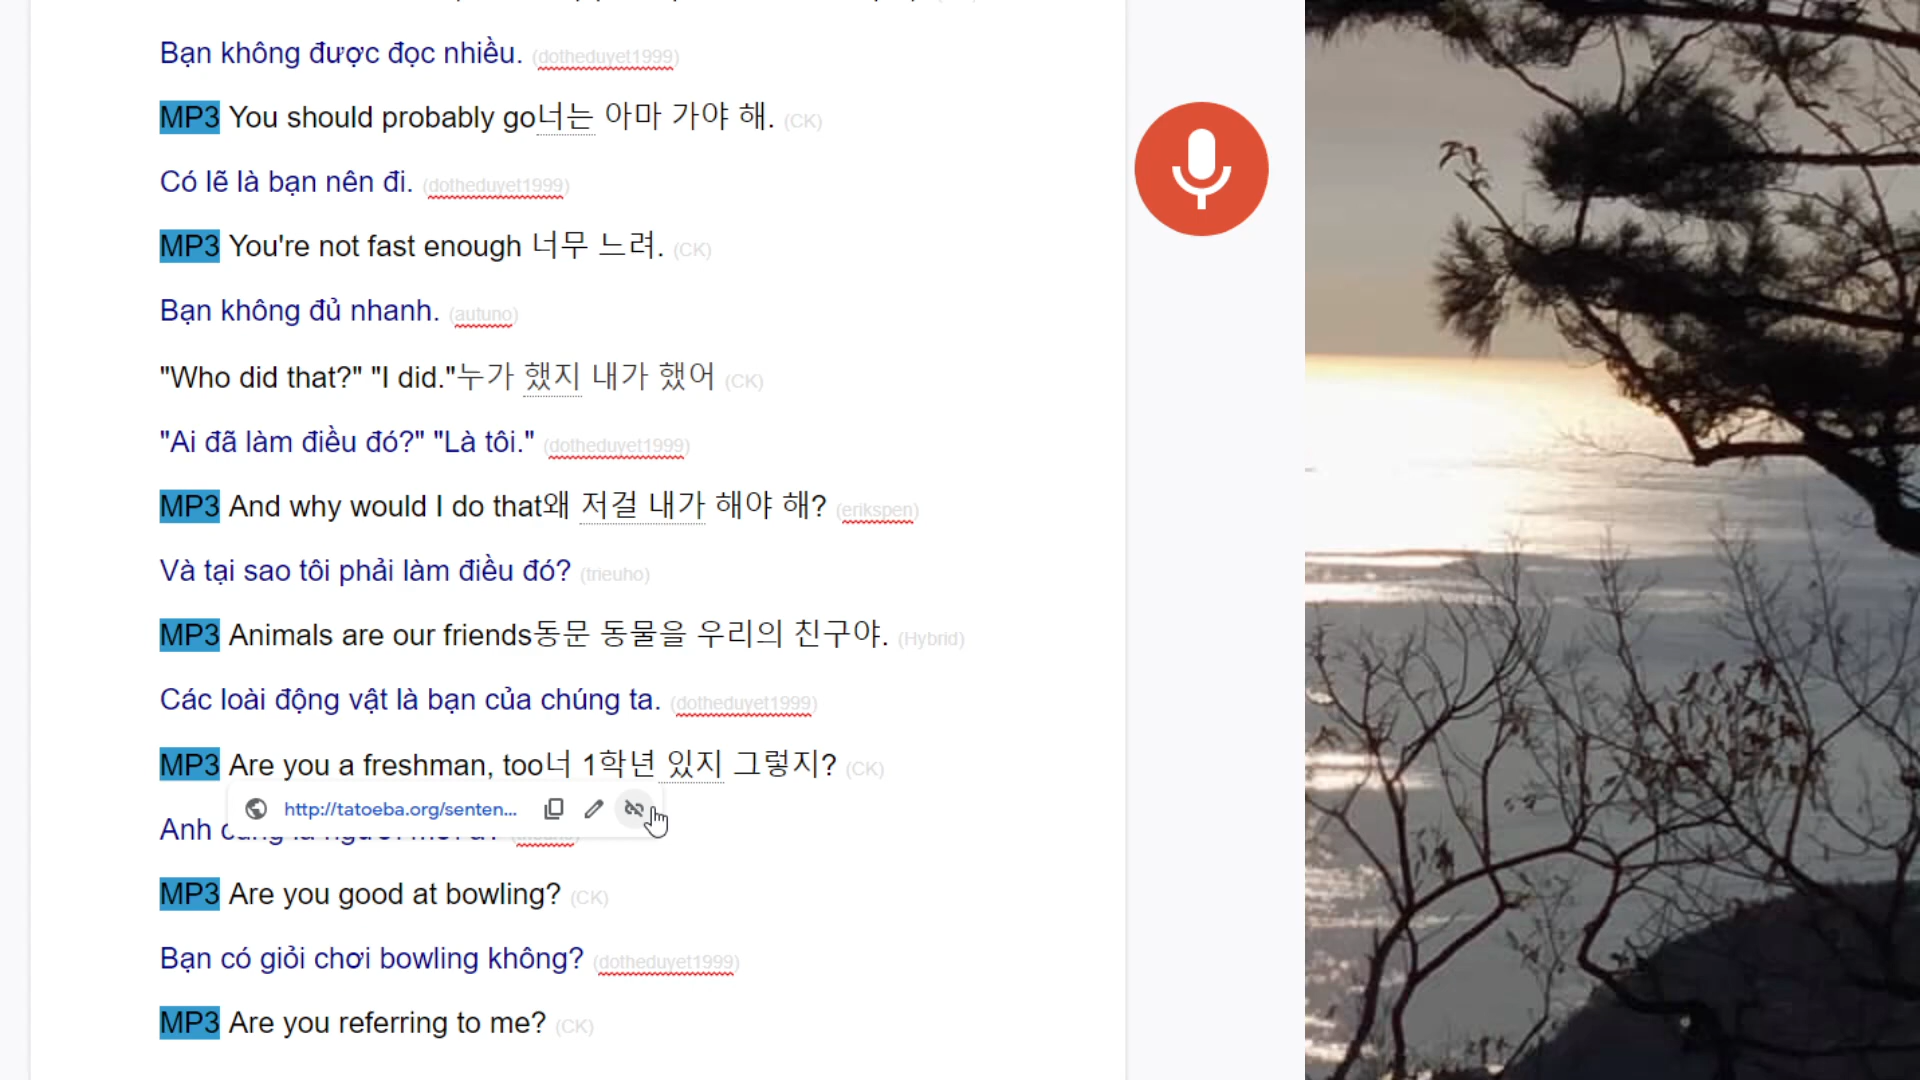 Bạn không được đọc nhiều. (dotheduyet1999)
MP3 You should probably go너는 아마 가야 해. (CK)
Có lẽ là bạn nên đi. (dotheduyet1999)
MP3 You're not fast enough 너무 느려. (CK)
Bạn không đủ nhanh. (autuno)
"Who did that?" "I did."누가 했지 내가 했어 (CK)
"Ai đã làm điều đó?" "Là tôi." (dotheduyet1999)
MP3 And why would I do that왜 저걸 내가 해야 해? (erikspen)
Và tại sao tôi phải làm điều đó? (trieuho)
MP3 Animals are our friends동문 동물을 우리의 친구야. (Hybrid)
Các loài động vật là bạn của chúng ta. (dotheduyet1999)
MP3 Are you a freshman, too너 1학년 있지 그렇지? (CK)
http://tatoeba.org/senten...
Anh
MP3 Are you good at bowling? (CK)
Bạn có giỏi chơi bowling không? (dotheduyet1999)
MP3 Are you referring to me? (CK)